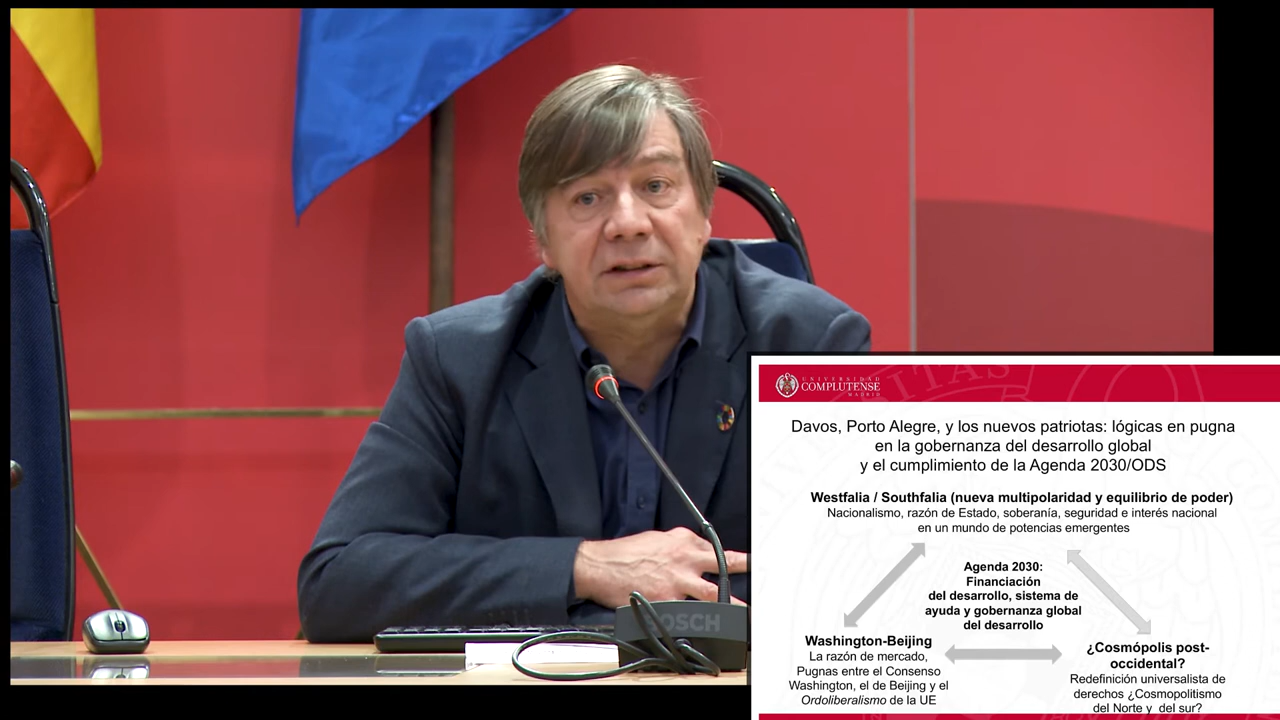 BOSCH
UNIVERSIDAD
COMPLUTENSE
MADRID
Davos, Porto Alegre, y los nuevos patriotas: lógicas en pugna
en la gobernanza del desarrollo global
y el cumplimiento de la Agenda 2030/ODS
Westfalia / Southfalia (nueva multipolaridad y equilibrio de poder)
Nacionalismo, razón de Estado, soberanía, seguridad e interés nacional
en un mundo de potencias emergentes
Agenda 2030:
Financiación
del desarrollo, sistema de
ayuda y gobernanza global
del desarrollo
Washington-Beijing
La razón de mercado,
Pugnas entre el Consenso
Washington, el de Beijing y el
Ordoliberalismo de la UE
¿Cosmópolis post-
occidental?
Redefinición universalista de
derechos ¿Cosmopolitismo
del Norte y del sur?